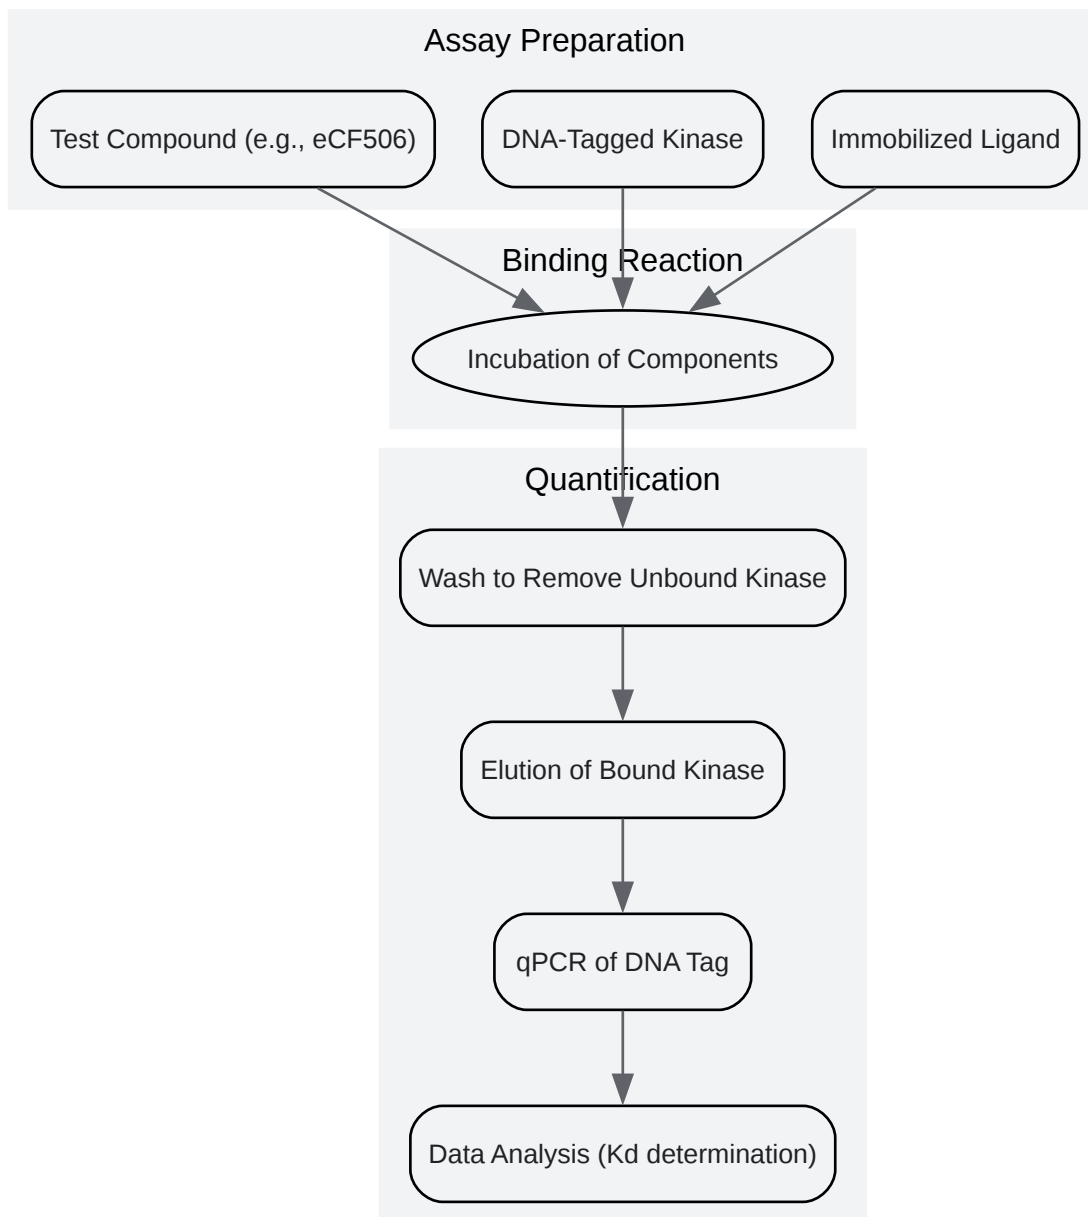 Assay Preparation
Test Compound (e.g., eCF506)
DNA-Tagged Kinase
Immobilized Ligand
Binding Reaction
Incubation of Components
Quantification
Wash to Remove Unbound Kinase
Elution of Bound Kinase
qPCR of DNA Tag
Data Analysis (Kd determination)